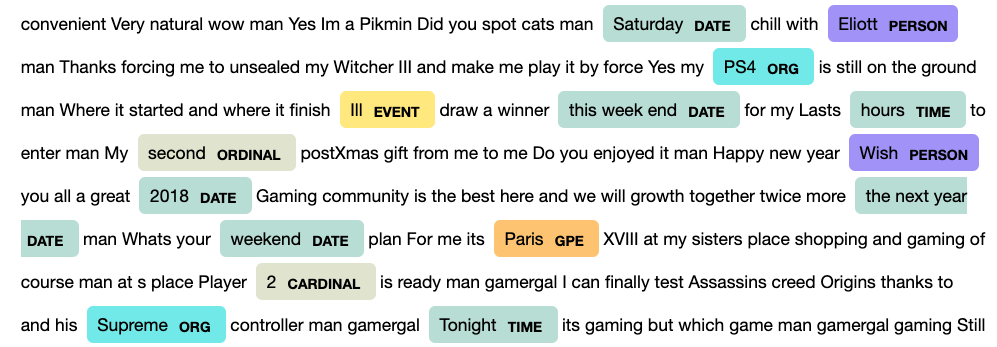 convenient Very natural wow man Yes Im a Pikmin Did you spot cats man Saturday DATE chill with Eliott PERSON
man Thanks forcing me to unsealed my Witcher III and make me play it by force Yes my PS4 ORG is still on the ground
man Where it started and where it finish Ill EVENT draw a winner this week end DATE for my Lasts hours TIME to
enter man My second ORDINAL postXmas gift from me to me Do you enjoyed it man Happy new year Wish PERSON
you all a great 2018 DATE Gaming community is the best here and we will growth together twice more the next year
DATE man Whats your weekend DATE plan For me its Paris GPE XVIII at my sisters place shopping and gaming of
course man at s place Player 2 CARDINAL is ready man gamergal I can finally test Assassins creed Origins thanks to
and his Supreme ORG controller man gamergal Tonight TIME its gaming but which game man gamergal gaming Still